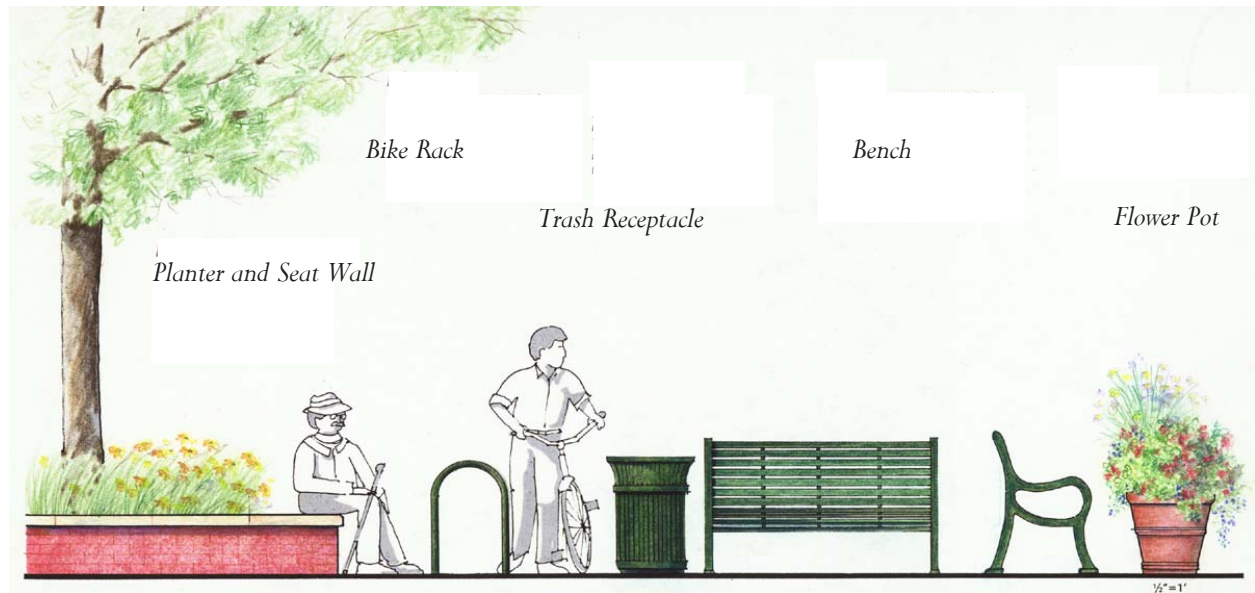 Bike Rack
Bench
Trash Receptacle
Flower Pot
Planter and Seat Wall
½"=1'